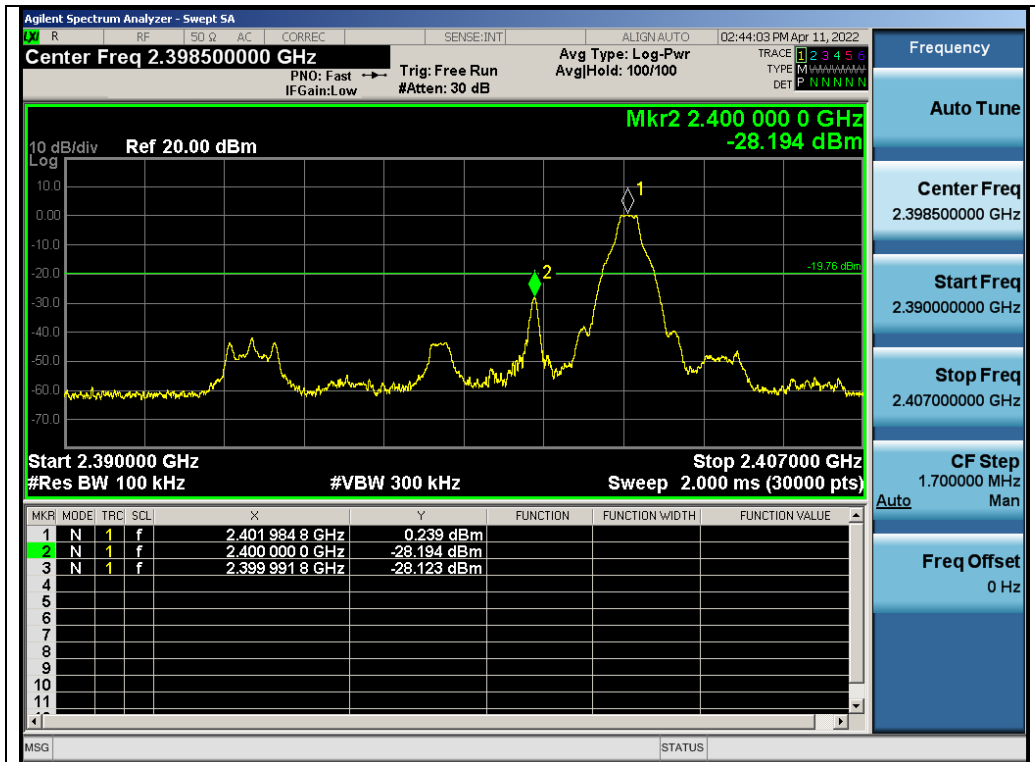 Agilent Spectrum Analyzer - Swept SA
LXI R RF 50 Ω AC CORREC SENSE:INT ALIGN AUTO 02:44:03 PM Apr 11, 2022
Center Freq 2.398500000 GHz
PNO: Fast
IFGain:Low
Trig: Free Run
#Atten: 30 dB
Avg Type: Log-Pwr
Avg|Hold: 100/100
TRACE 1 2 3 4 5 6
TYPE M
DET P N N N N N
Mkr2 2.400 000 0 GHz
-28.194 dBm
10 dB/div Ref 20.00 dBm
Log
10.0
0.00
-10.0
-20.0
-30.0
-40.0
-50.0
-60.0
-70.0
1
2
-19.76 dBm
Start 2.390000 GHz
Stop 2.407000 GHz
#Res BW 100 kHz
#VBW 300 kHz
Sweep 2.000 ms (30000 pts)
MKR MODE TRC SCL X Y FUNCTION FUNCTION WIDTH FUNCTION VALUE
1 N 1 f 2.401 984 8 GHz 0.239 dBm
2 N 1 f 2.400 000 0 GHz -28.194 dBm
3 N 1 f 2.399 991 8 GHz -28.123 dBm
4
5
6
7
8
9
10
11
MSG
STATUS
Frequency
Auto Tune
Center Freq
2.398500000 GHz
Start Freq
2.390000000 GHz
Stop Freq
2.407000000 GHz
CF Step
1.700000 MHz
Auto Man
Freq Offset
0 Hz